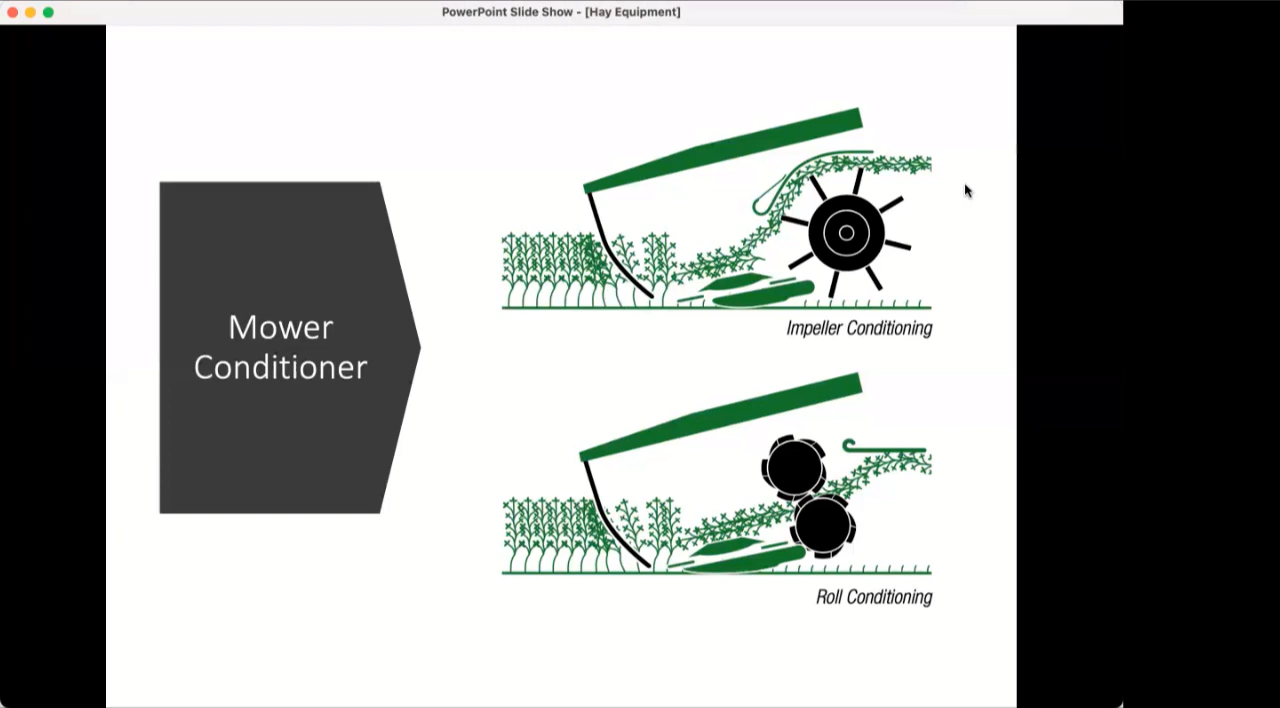 PowerPoint Slide Show - [Hay Equipment]
Mower
Conditioner
Impeller Conditioning
Roll Conditioning